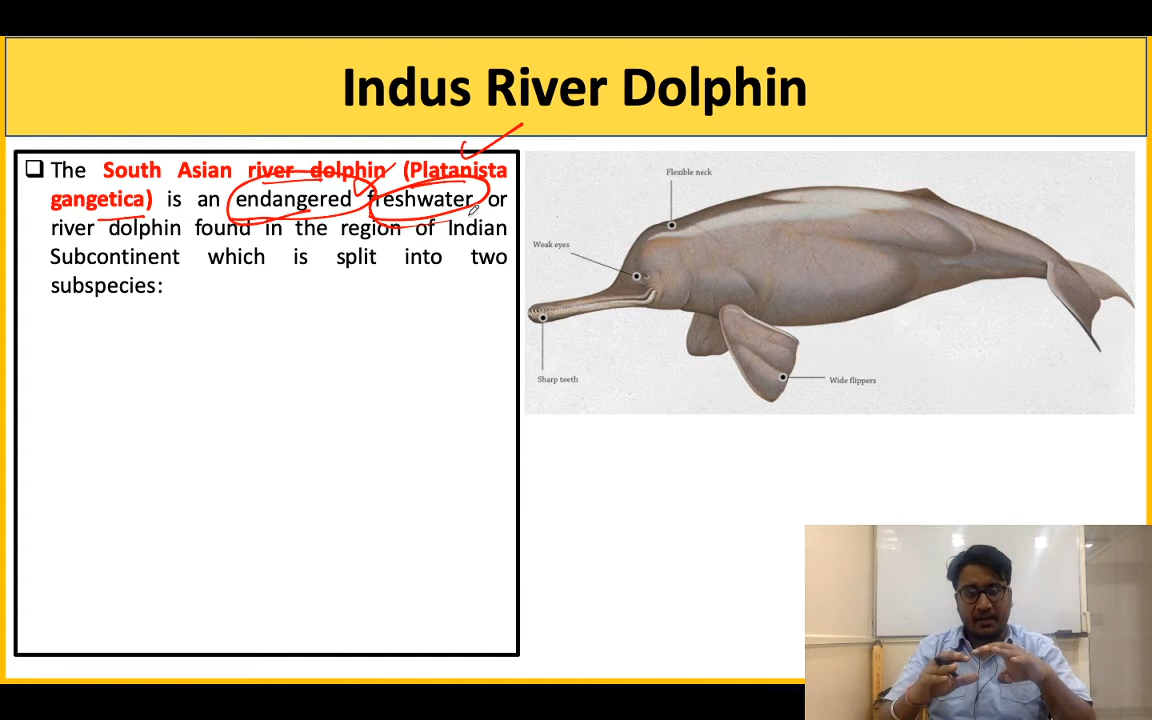 Indus River Dolphin
❑ The South Asian river dolphin (Platanista
gangetica) is an endangered freshwater or
river dolphin found in the region of Indian
Subcontinent which is split into two
subspecies:
Flexible neck
Weak eyes
Sharp teeth
Wide flippers